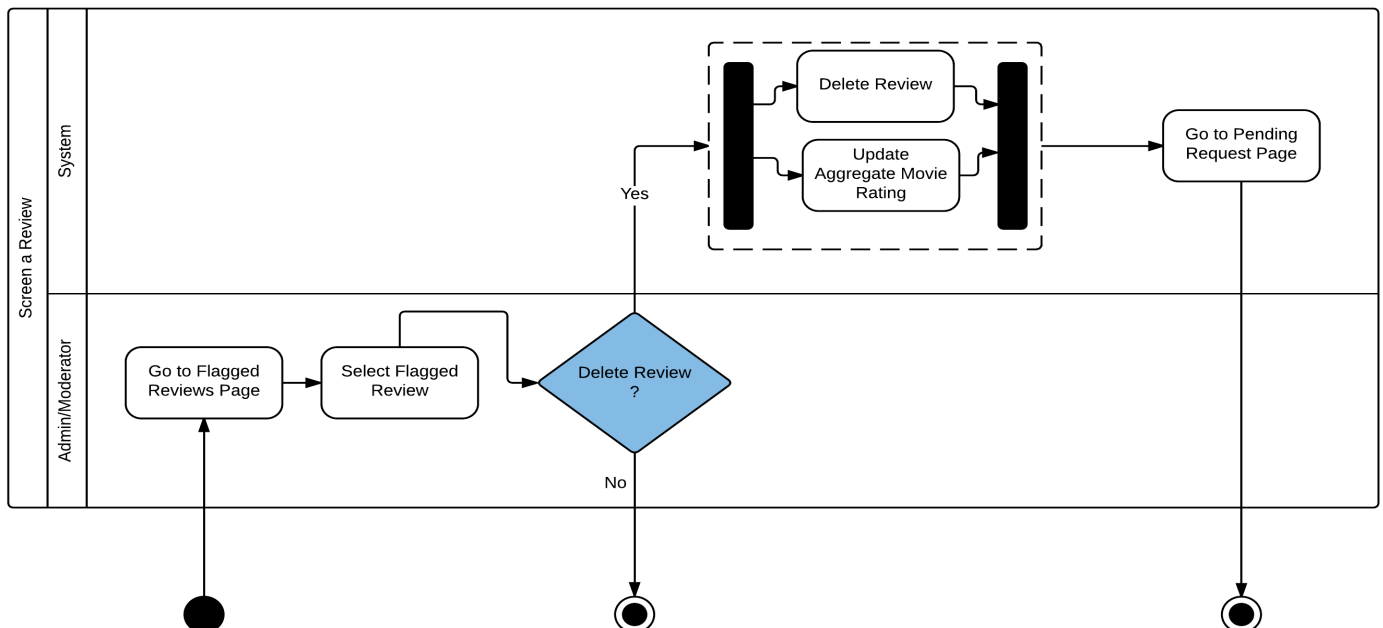 Screen a Review
System
Delete Review
Update
Aggregate Movie
Rating
Go to Pending
Request Page
Yes
Admin/Moderator
Go to Flagged
Reviews Page
Select Flagged
Review
Delete Review
?
No